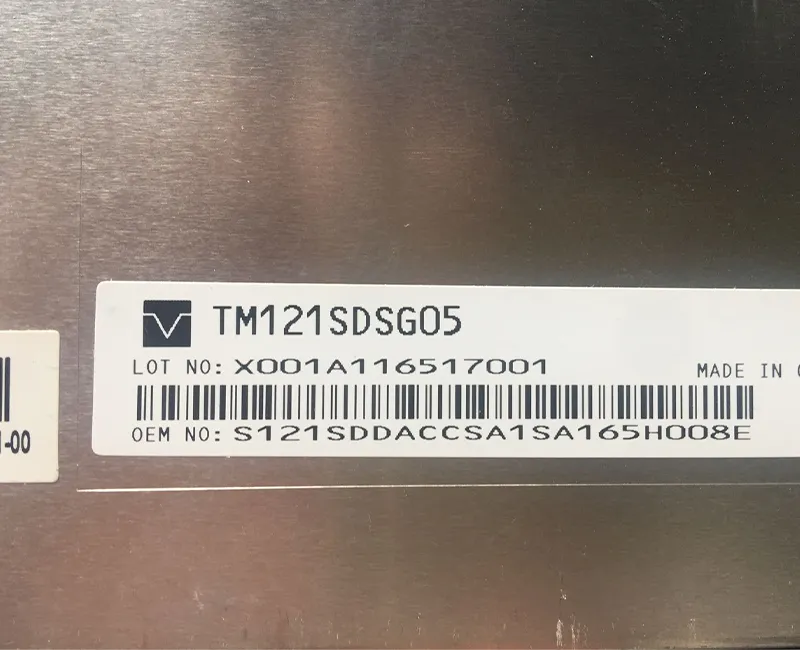 TM121SDSG05
LOT NO: X001A116517001
MADE IN
OEM NO: S121SDDACCSA1SA165H008E
-00